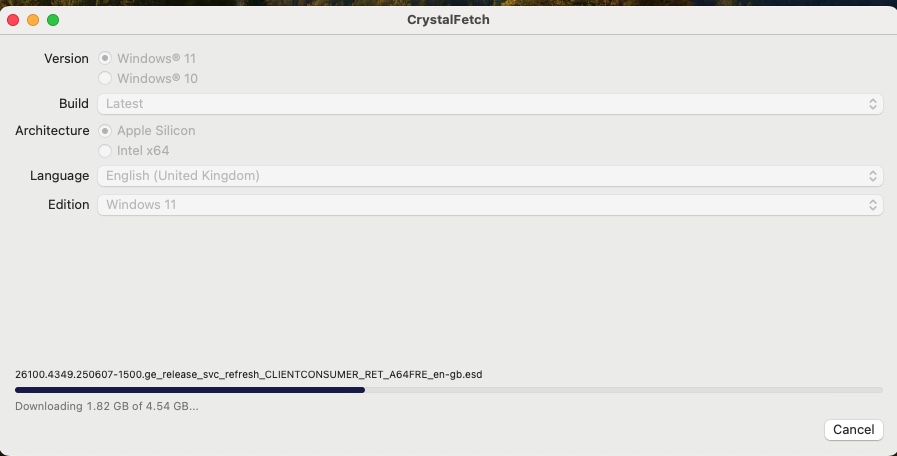 CrystalFetch
Version Windows® 11
Windows® 10
Build Latest
Architecture Apple Silicon
Intel x64
Language English (United Kingdom)
Edition Windows 11
26100.4349.250607-1500.ge_release_svc_refresh_CLIENTCONSUMER_RET_A64FRE_en-gb.esd
Downloading 1.82 GB of 4.54 GB...
Cancel